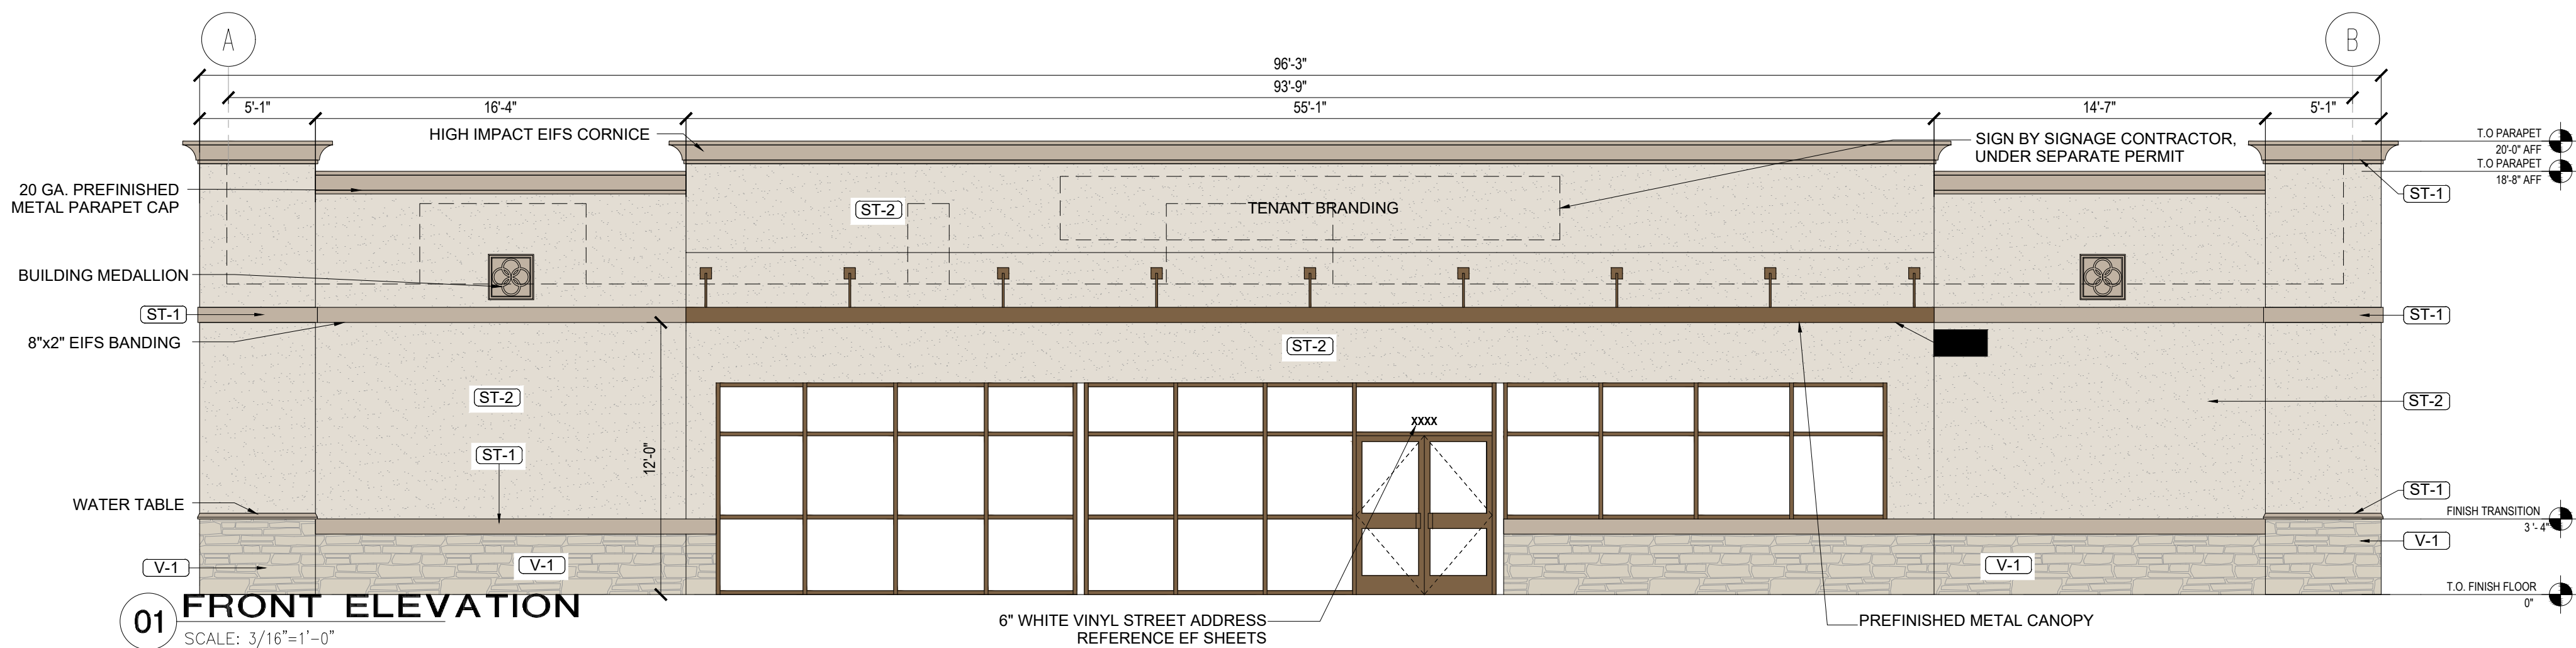 A
B
96'-3"
93'-9"
5'-1"
16'-4"
55'-1"
14'-7"
5'-1"
HIGH IMPACT EIFS CORNICE
SIGN BY SIGNAGE CONTRACTOR,
UNDER SEPARATE PERMIT
T.O PARAPET
20'-0" AFF
T.O PARAPET
18'-8" AFF
20 GA. PREFINISHED
METAL PARAPET CAP
ST-1
ST-2
TENANT BRANDING
BUILDING MEDALLION
ST-1
ST-1
8"x2" EIFS BANDING
ST-2
ST-2
ST-2
XXXX
12'-0"
ST-1
ST-1
WATER TABLE
FINISH TRANSITION
3'-4"
V-1
V-1
V-1
V-1
T.O. FINISH FLOOR
0"
01 FRONT ELEVATION
SCALE: 3/16"=1'-0"
6" WHITE VINYL STREET ADDRESS
REFERENCE EF SHEETS
PREFINISHED METAL CANOPY